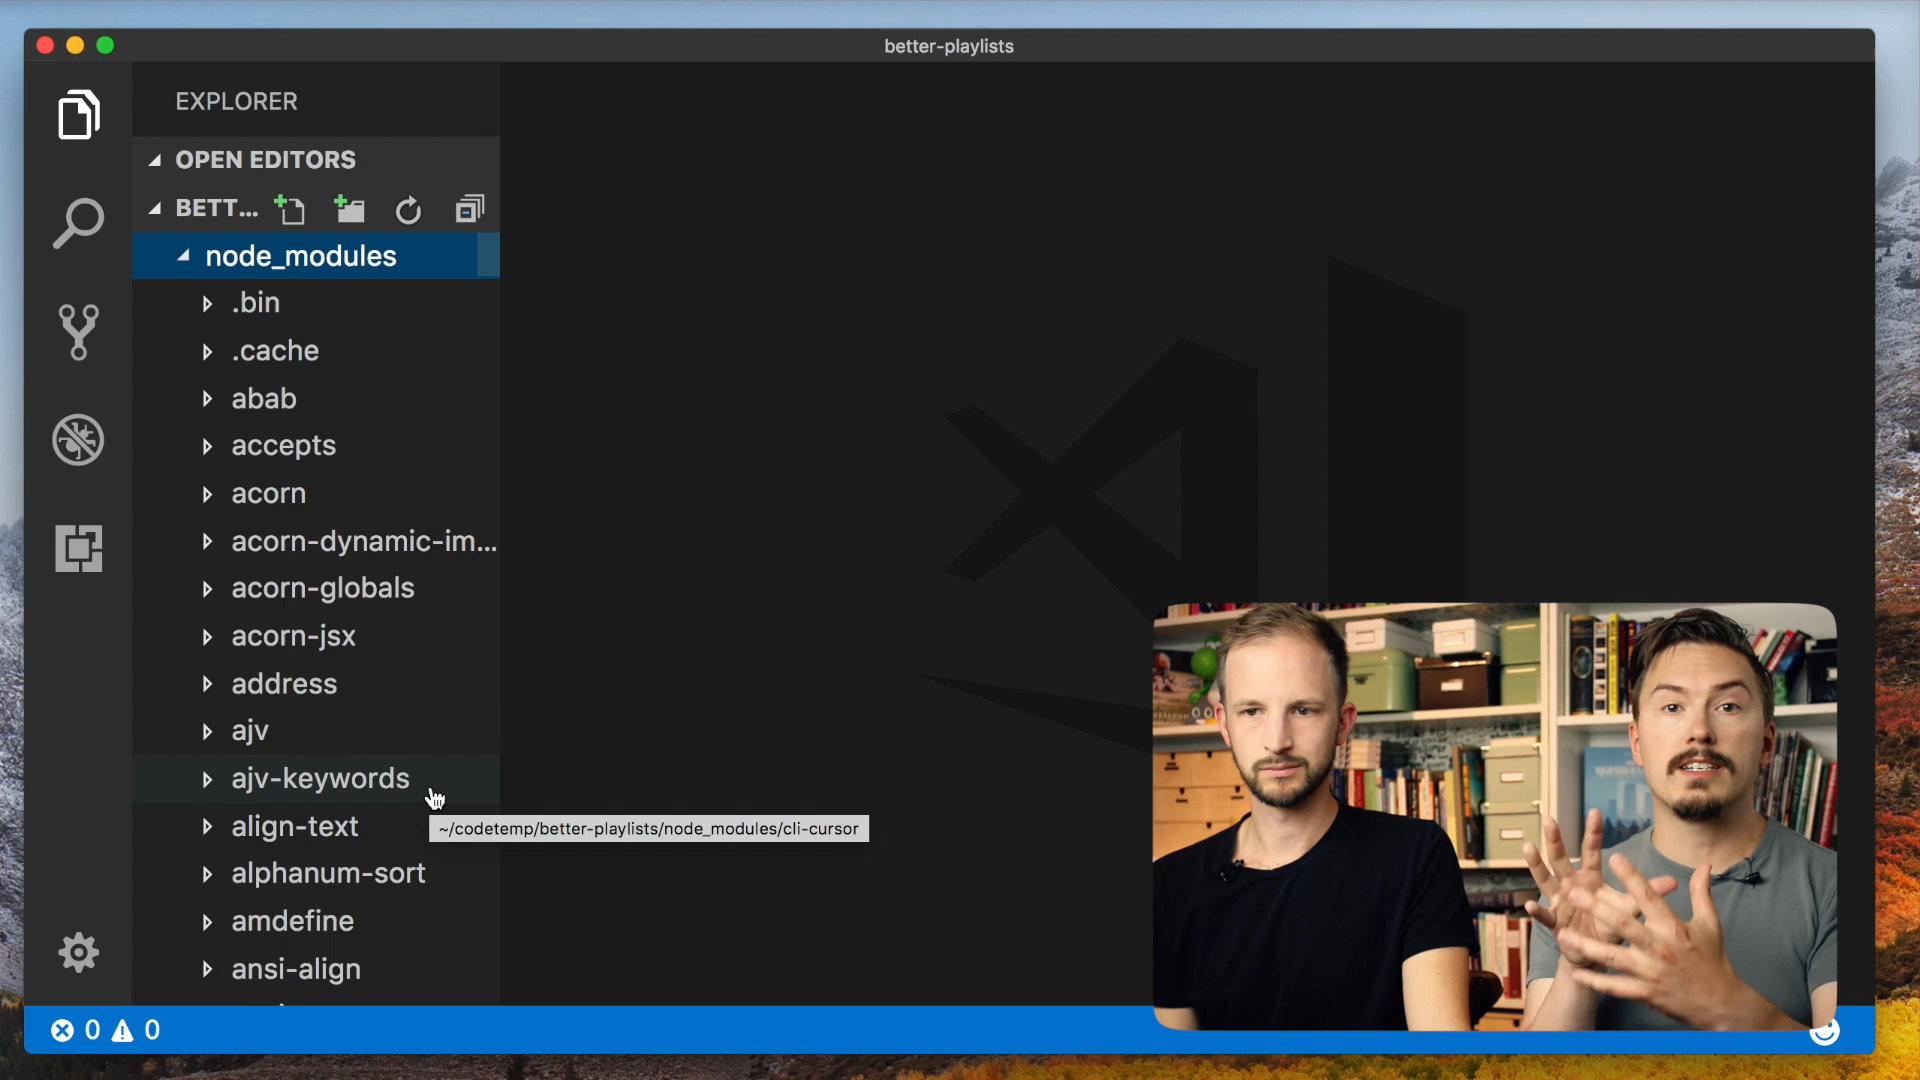 better-playlists
EXPLORER
OPEN EDITORS
BETT...
node_modules
.bin
.cache
abab
accepts
acorn
acorn-dynamic-im...
acorn-globals
acorn-jsx
address
ajv
ajv-keywords
~/codetemp/better-playlists/node_modules/cli-cursor
align-text
alphanum-sort
amdefine
ansi-align
0 0